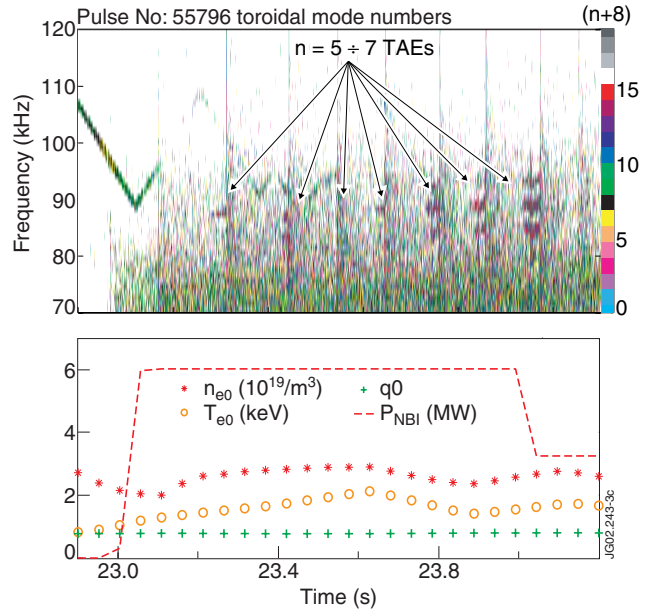 Pulse No: 55796 toroidal mode numbers
(n+8)
n = 5 ÷ 7 TAEs
Frequency (kHz)
120
110
100
90
80
70
15
10
5
0
n_e0 (10^19/m^3)
q0
T_e0 (keV)
P_NBI (MW)
6
4
2
0
23.0
23.4
23.8
Time (s)
JG02.243-3c